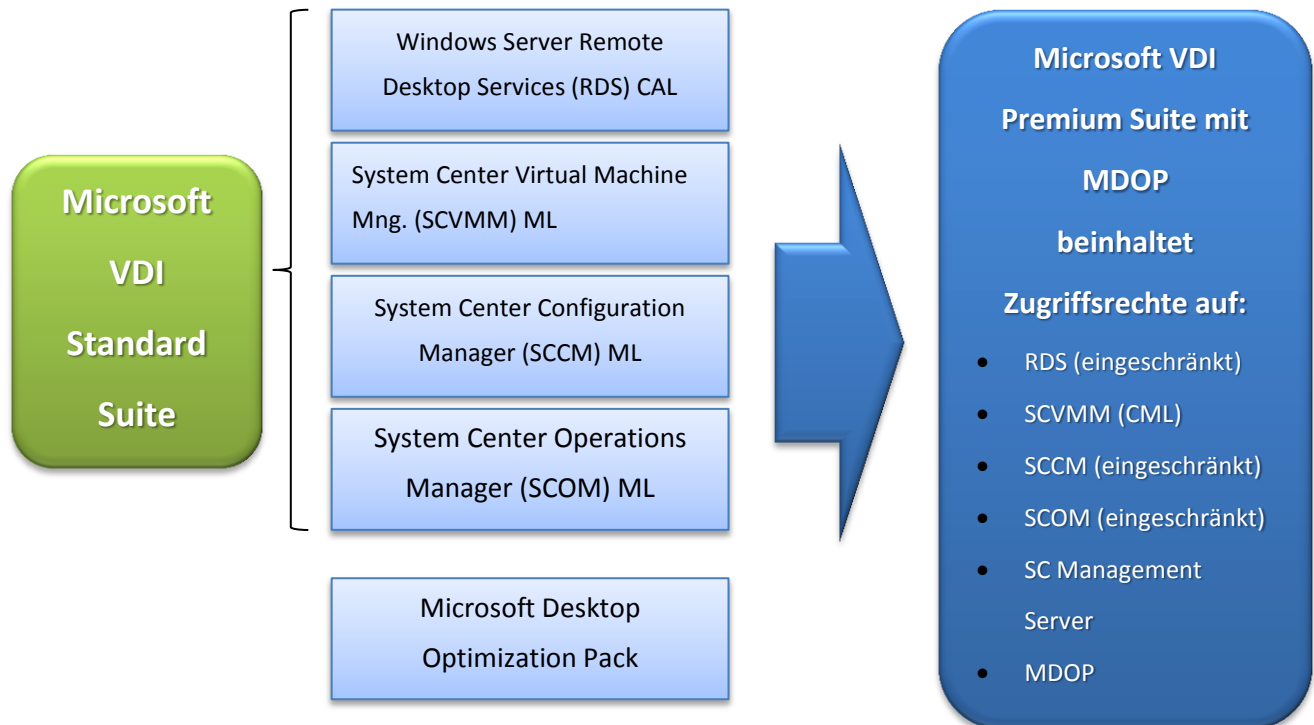 Microsoft
VDI
Standard
Suite
Windows Server Remote
Desktop Services (RDS) CAL
System Center Virtual Machine
Mng. (SCVMM) ML
System Center Configuration
Manager (SCCM) ML
System Center Operations
Manager (SCOM) ML
Microsoft Desktop
Optimization Pack
Microsoft VDI
Premium Suite mit
MDOP
beinhaltet
Zugriffsrechte auf:
• RDS (eingeschränkt)
• SCVMM (CML)
• SCCM (eingeschränkt)
• SCOM (eingeschränkt)
• SC Management
Server
• MDOP